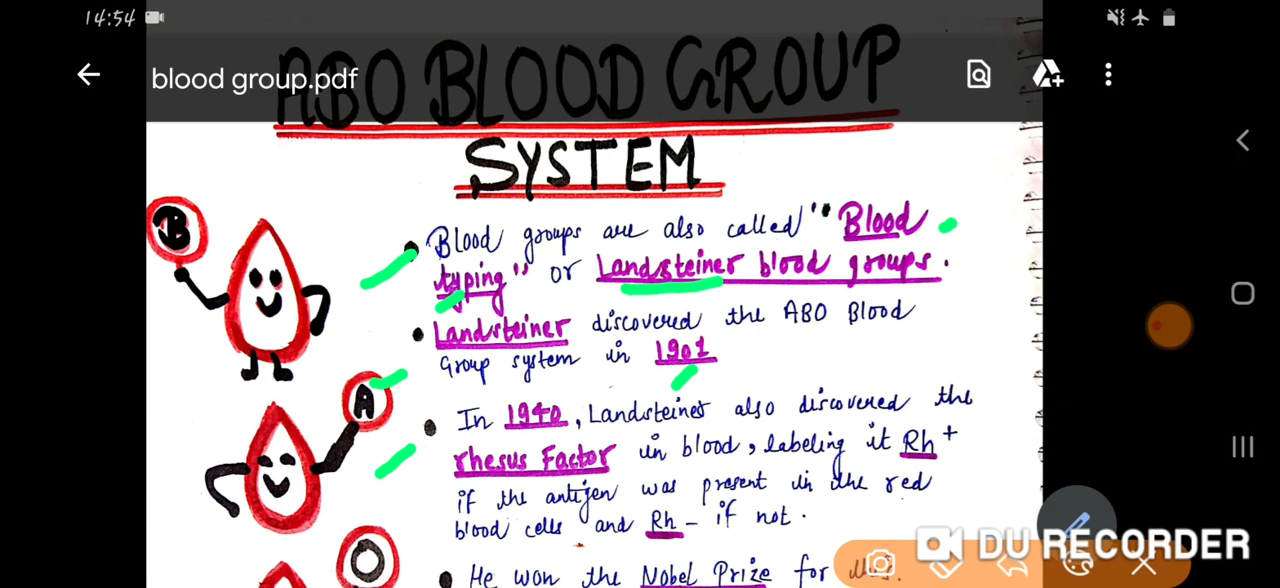 14:54
ABO BLOOD GROUP
blood group.pdf
SYSTEM
B
Blood groups are also called "Blood
typing" or Landsteiner blood groups.
Landsteiner discovered the ABO Blood
Group system in 1901
A
In 1940, Landsteiner also discovered the
rhesus Factor in blood, labeling it Rh+
if the antigen was present in the red
blood cells and Rh- if not.
O
He won the Nobel Prize for
DU RECORDER